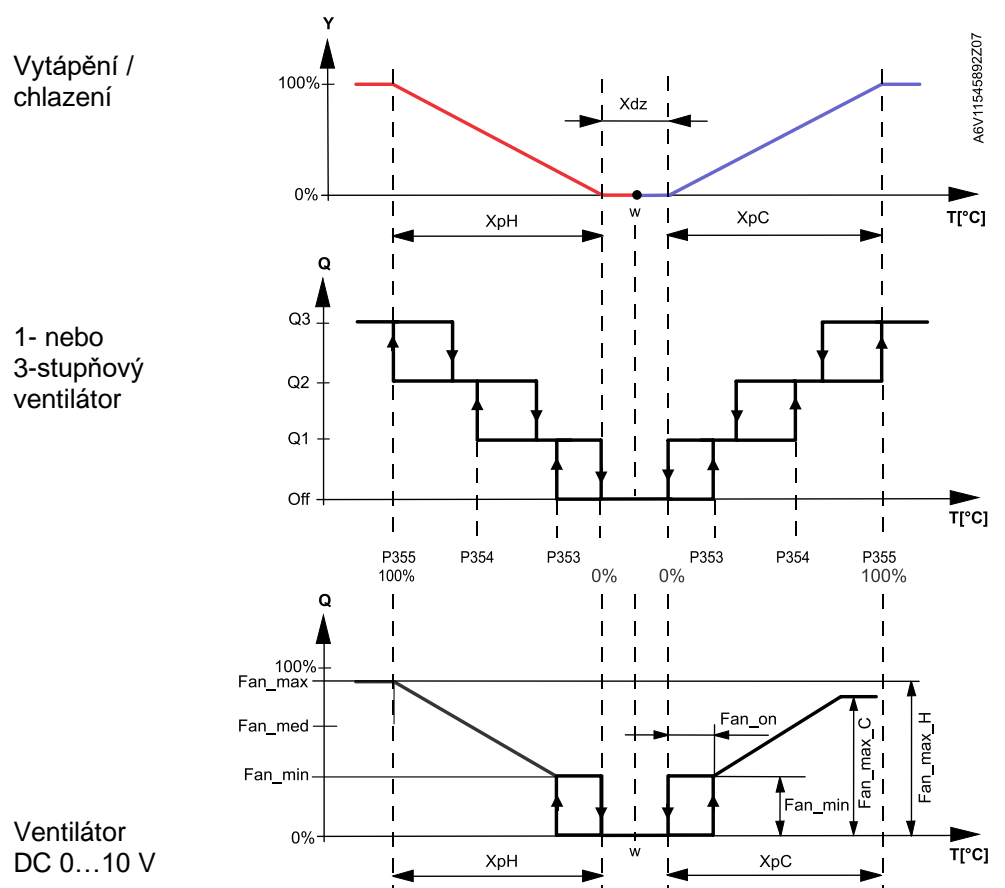 Vytápění /
chlazení
Y
100%
0%
Xdz
w
T[°C]
XpH
XpC
A6V11545892Z07
1- nebo
3-stupňový
ventilátor
Q
Q3
Q2
Q1
Off
T[°C]
P355
100%
P354
P353
0%
0%
P353
P354
P355
100%
Ventilátor
DC 0…10 V
Q
100%
Fan_max
Fan_med
Fan_min
0%
Fan_on
Fan_min
Fan_max_C
Fan_max_H
w
T[°C]
XpH
XpC